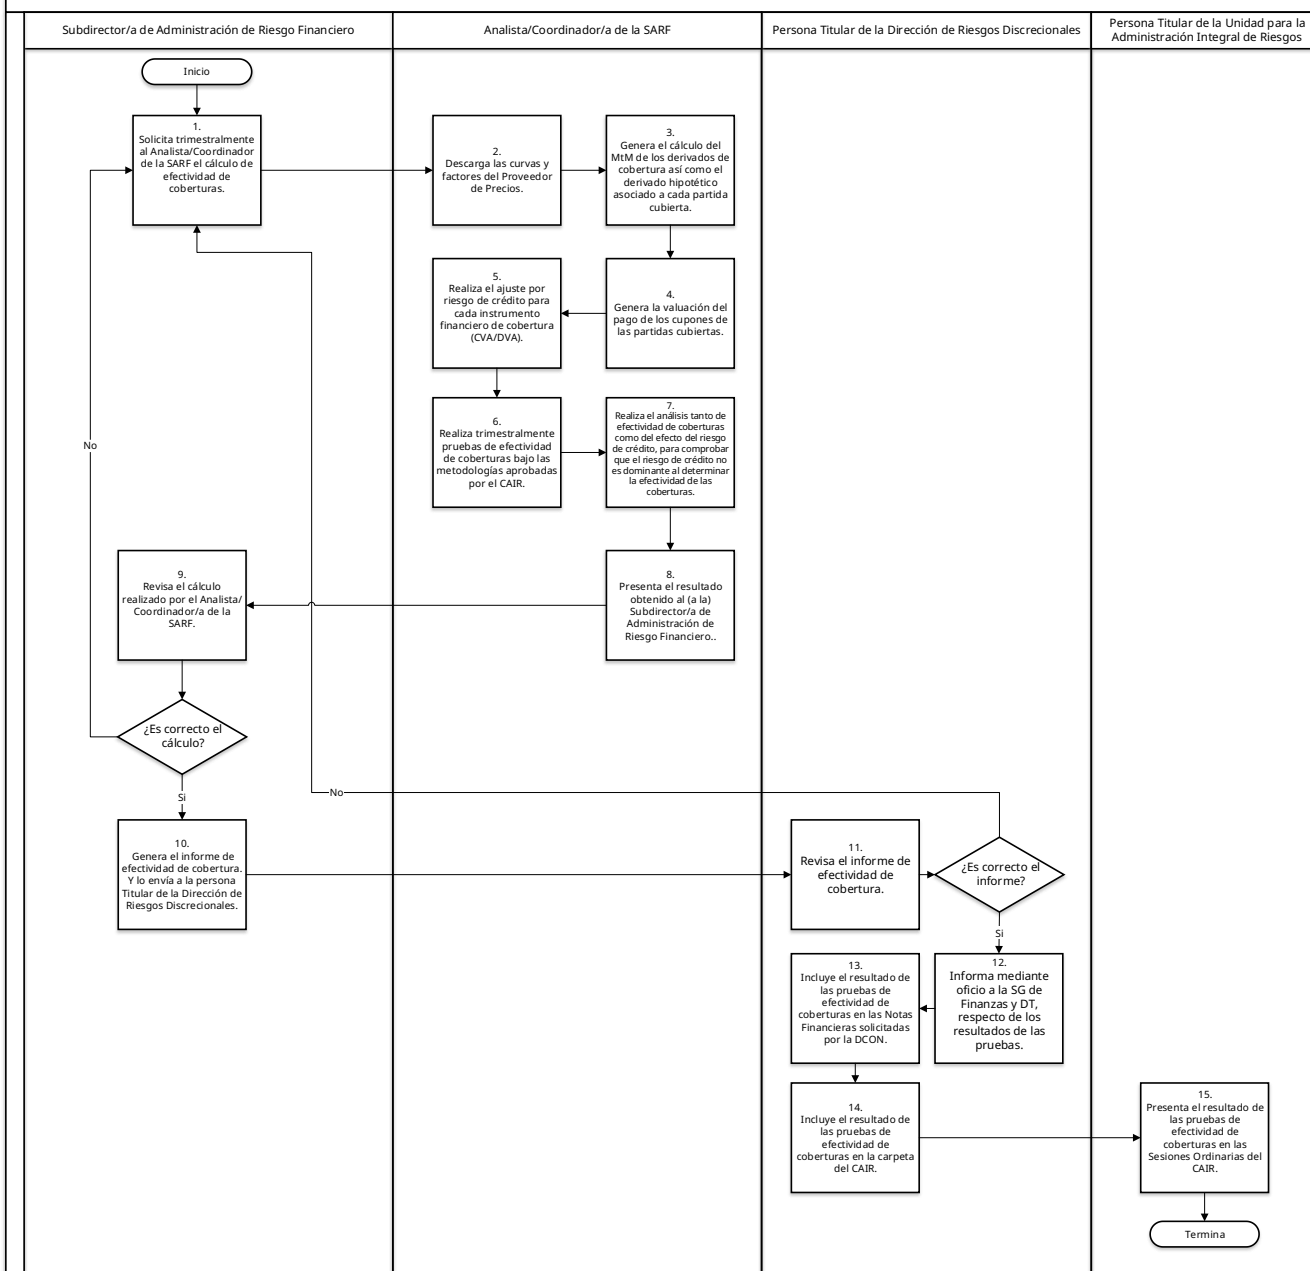 Subdirector/a de Administración de Riesgo Financiero
Analista/Coordinador/a de la SARF
Persona Titular de la Dirección de Riesgos Discrecionales
Persona Titular de la Unidad para la
Administración Integral de Riesgos
Inicio
1.
Solicita trimestralmente
al Analista/Coordinador
de la SARF el cálculo de
efectividad de
coberturas.
2.
Descarga las curvas y
factores del Proveedor
de Precios.
3.
Genera el cálculo del
MtM de los derivados de
cobertura así como el
derivado hipotético
asociado a cada partida
cubierta.
4.
Genera la valuación del
pago de los cupones de
las partidas cubiertas.
5.
Realiza el ajuste por
riesgo de crédito para
cada instrumento
financiero de cobertura
(CVA/DVA).
6.
Realiza trimestralmente
pruebas de efectividad
de coberturas bajo las
metodologías aprobadas
por el CAIR.
7.
Realiza el análisis tanto de
efectividad de coberturas
como del efecto del riesgo
de crédito, para comprobar
que el riesgo de crédito no
es dominante al determinar
la efectividad de las
coberturas.
No
8.
Presenta el resultado
obtenido al (a la)
Subdirector/a de
Administración de
Riesgo Financiero..
9.
Revisa el cálculo
realizado por el Analista/
Coordinador/a de la
SARF.
¿Es correcto el
cálculo?
Si
No
10.
Genera el informe de
efectividad de cobertura.
Y lo envía a la persona
Titular de la Dirección de
Riesgos Discrecionales.
11.
Revisa el informe de
efectividad de
cobertura.
¿Es correcto el
informe?
Si
12.
Informa mediante
oficio a la SG de
Finanzas y DT,
respecto de los
resultados de las
pruebas.
13.
Incluye el resultado de
las pruebas de
efectividad de
coberturas en las Notas
Financieras solicitadas
por la DCON.
14.
Incluye el resultado de
las pruebas de
efectividad de
coberturas en la carpeta
del CAIR.
15.
Presenta el resultado de
las pruebas de
efectividad de
coberturas en las
Sesiones Ordinarias del
CAIR.
Termina